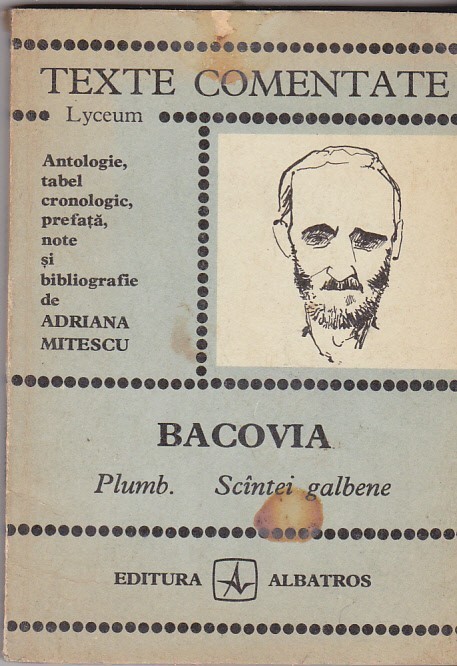 TEXTE COMENTATE
Lyceum
Antologie,
tabel
cronologic,
prefață,
note
și
bibliografie
de
ADRIANA
MITESCU
BACOVIA
Plumb. Scîntei galbene
EDITURA ALBATROS